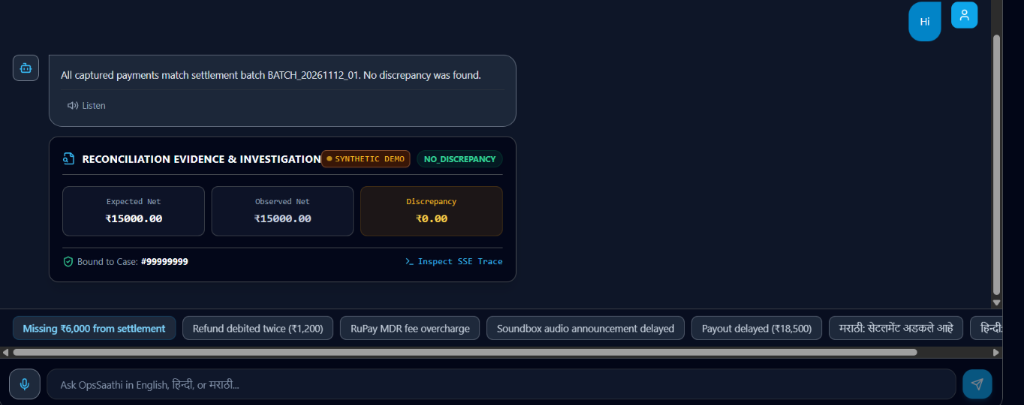 Hi
All captured payments match settlement batch BATCH_20261112_01. No discrepancy was found.
Listen
RECONCILIATION EVIDENCE & INVESTIGATION SYNTHETIC DEMO NO_DISCREPANCY
Expected Net
₹15000.00
Observed Net
₹15000.00
Discrepancy
₹0.00
Bound to Case: #99999999
>_ Inspect SSE Trace
Missing ₹6,000 from settlement
Refund debited twice (₹1,200)
RuPay MDR fee overcharge
Soundbox audio announcement delayed
Payout delayed (₹18,500)
मराठी: सेटलमेंट अडकले आहे
हिन्दी:
Ask OpsSaathi in English, हिन्दी, or मराठी...